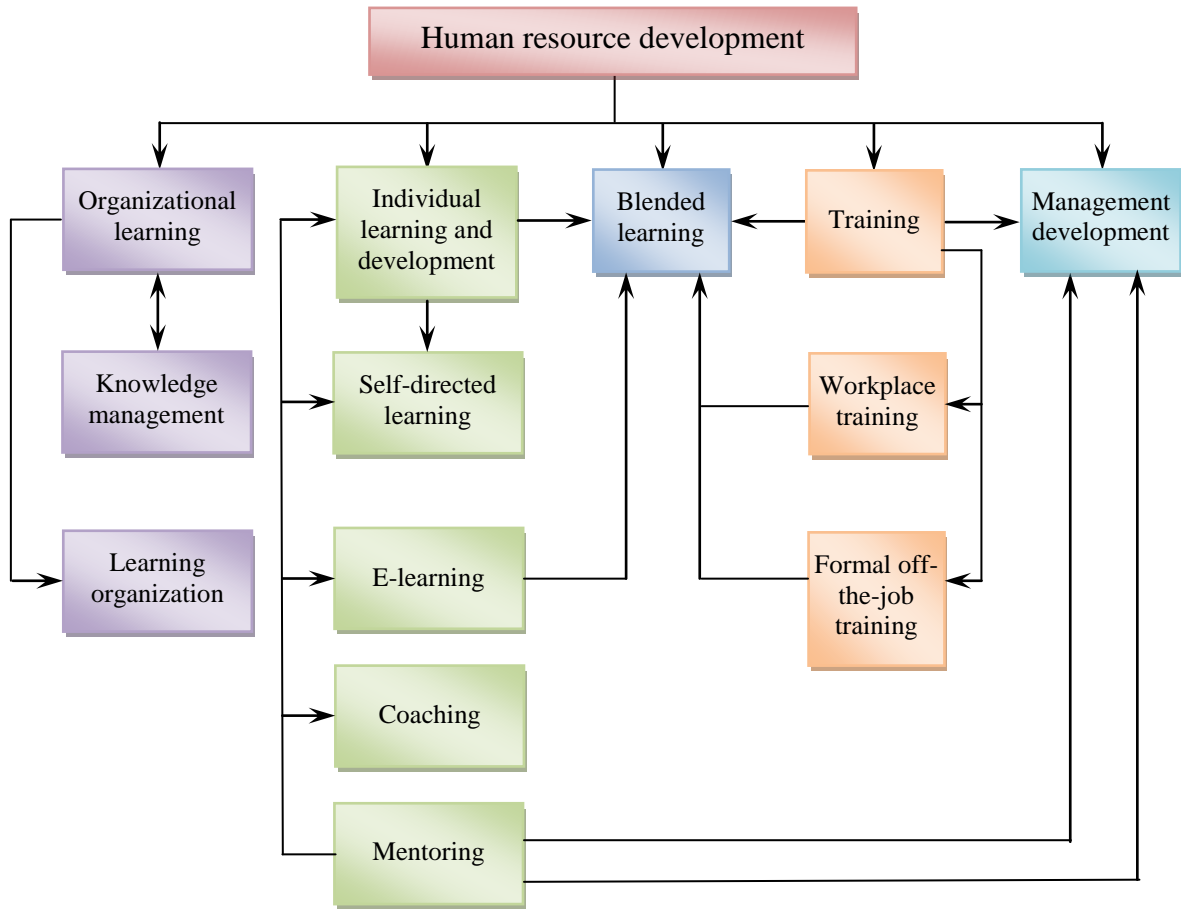 Human resource development
Organizational
learning
Individual
learning and
development
Blended
learning
Training
Management
development
Knowledge
management
Self-directed
learning
Workplace
training
Learning
organization
E-learning
Formal off-
the-job
training
Coaching
Mentoring